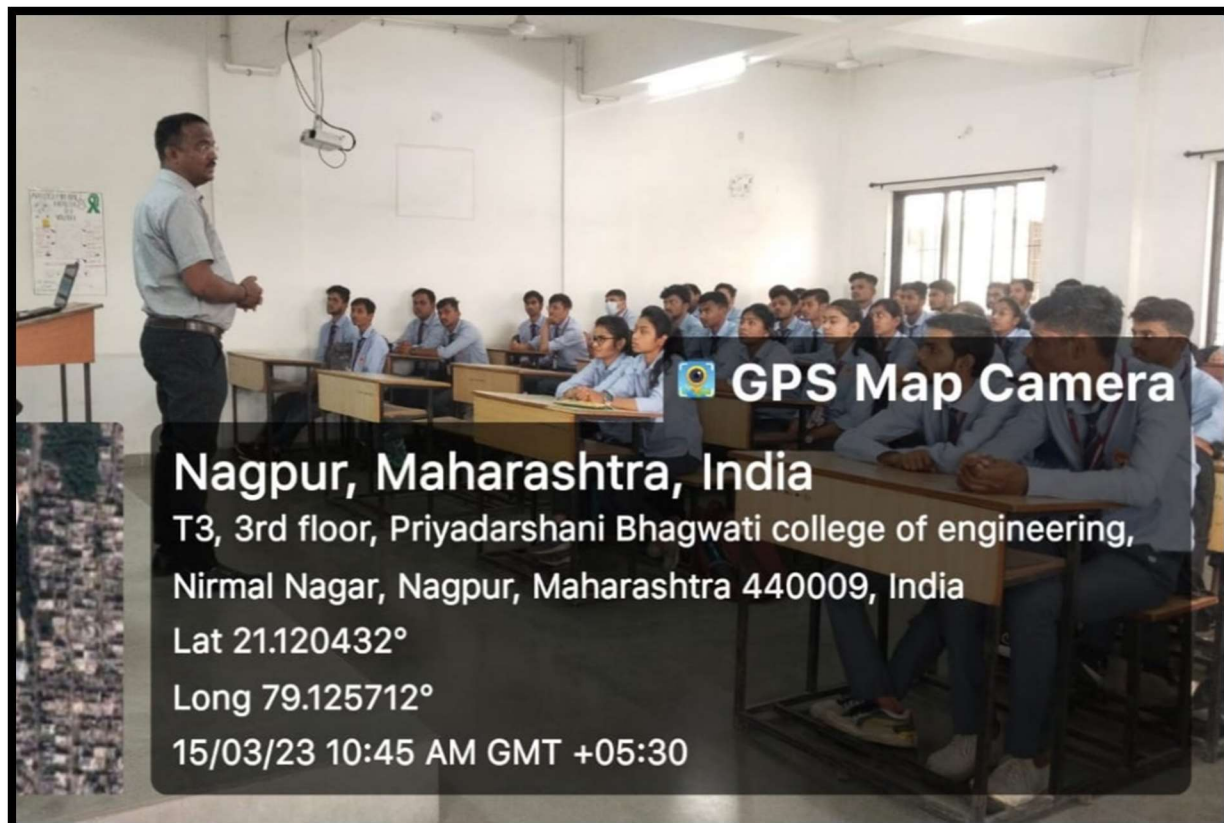 GPS Map Camera
Nagpur, Maharashtra, India
T3, 3rd floor, Priyadarshani Bhagwati college of engineering,
Nirmal Nagar, Nagpur, Maharashtra 440009, India
Lat 21.120432°
Long 79.125712°
15/03/23 10:45 AM GMT +05:30